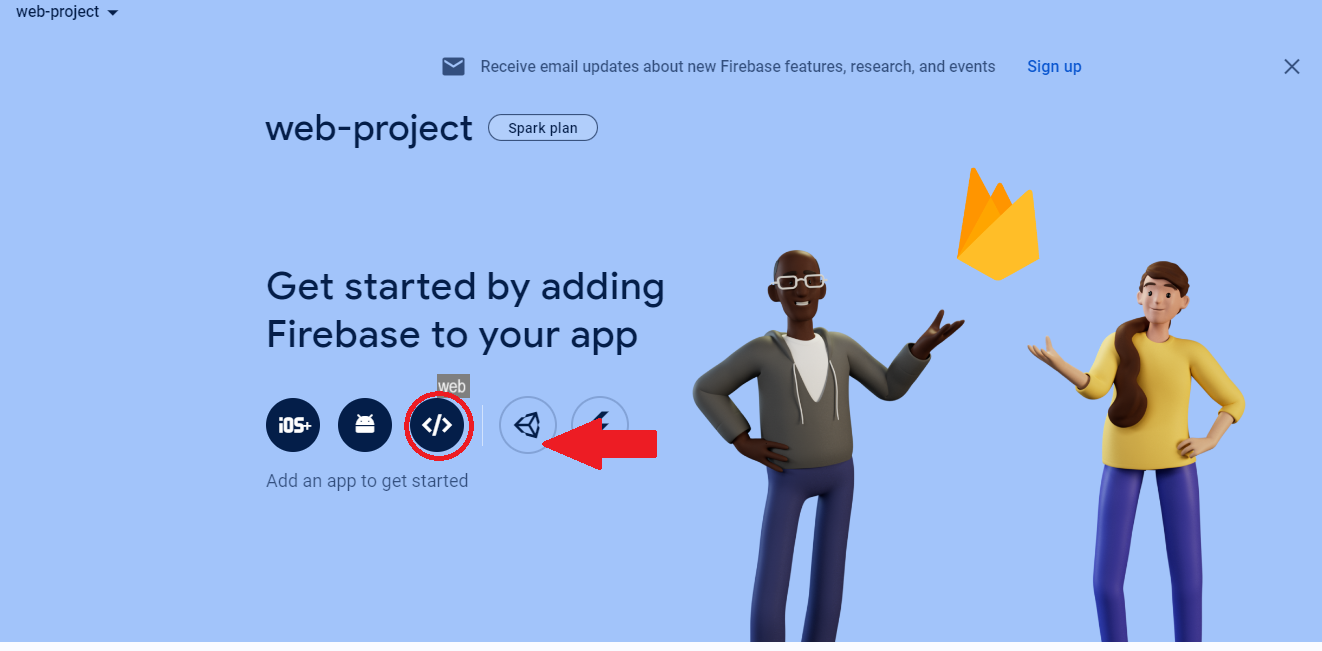 web-project
Receive email updates about new Firebase features, research, and events Sign up
web-project Spark plan
Get started by adding
Firebase to your app
web
iOS+ </>
Add an app to get started